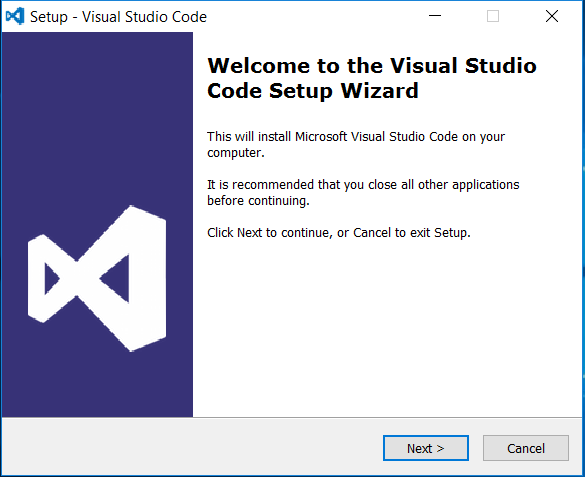 Setup - Visual Studio Code
Welcome to the Visual Studio
Code Setup Wizard
This will install Microsoft Visual Studio Code on your
computer.
It is recommended that you close all other applications
before continuing.
Click Next to continue, or Cancel to exit Setup.
Next >
Cancel